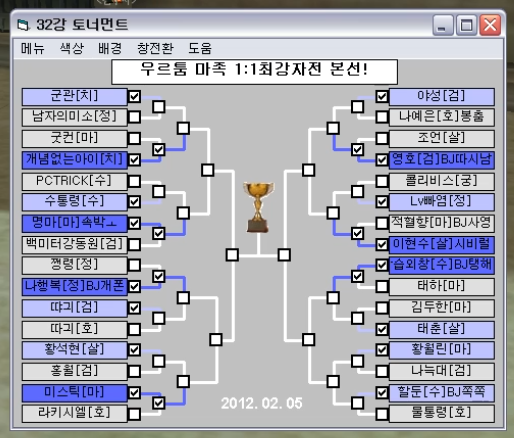 32강 토너먼트
메뉴 색상 배경 창전환 도움
우르툼 마족 1:1최강자전 본선!
군관[치]
남자의미소[정]
굿컨[마]
개념없는아이[치]
PCTRICK[수]
수통령[수]
명마[마]속박ㅗ
백미터강동원[검]
쨍령[정]
나행복[정]BJ개폰
따긔[검]
따긔[호]
황석현[살]
홍월[검]
미스틱[마]
라키시엘[호]
야성[검]
나예은[호]봉출
조언[살]
영호[검]BJ따시남
콜리비스[궁]
Lv빠염[정]
적혈향[마]BJ사영
이현수[살]시비럴
습외창[수]BJ탱해
태하[마]
김두한[마]
태춘[살]
황윌린[마]
나늑대[검]
할둔[수]BJ쪽쪽
물통령[호]
2012.02.05